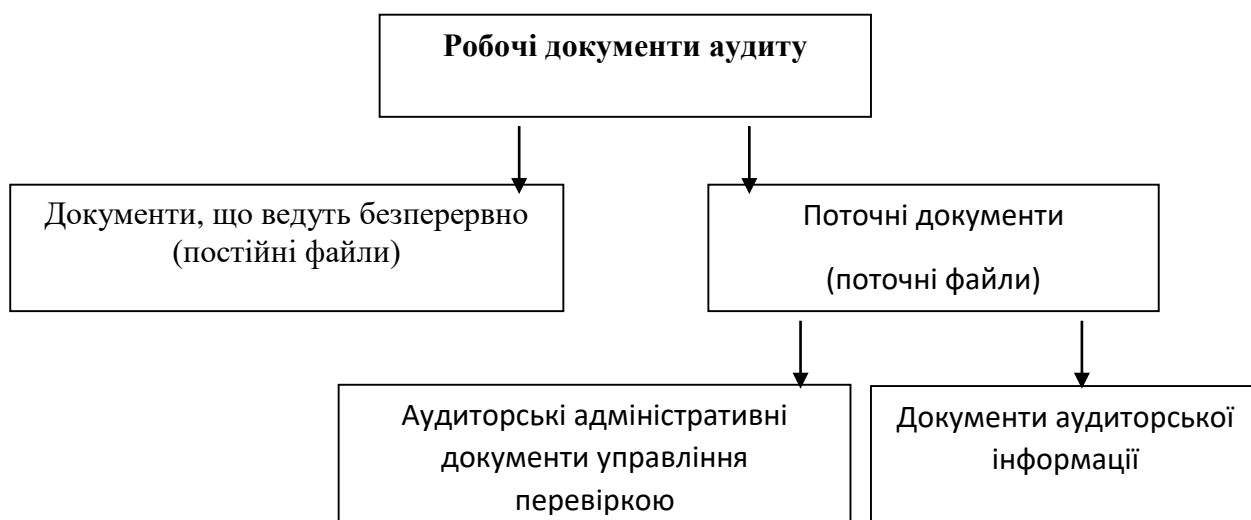 Робочі документи аудиту
Документи, що ведуть безперервно
(постійні файли)
Поточні документи
(поточні файли)
Аудиторські адміністративні
документи управління
перевіркою
Документи аудиторської
інформації